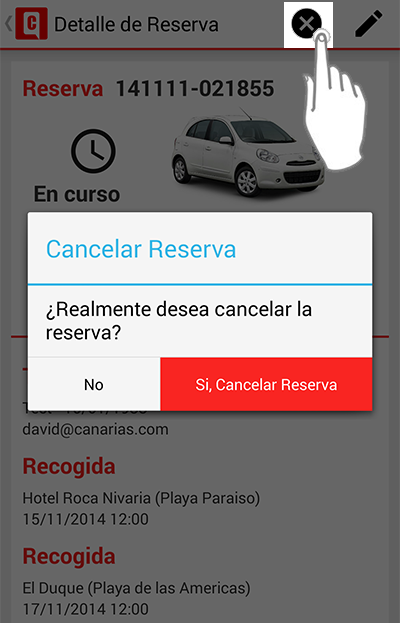 Detalle de Reserva
Reserva 141111-021855
En curso
Cancelar Reserva
¿Realmente desea cancelar la
reserva?
No
Si, Cancelar Reserva
david@canarias.com
Recogida
Hotel Roca Nivaria (Playa Paraiso)
15/11/2014 12:00
Recogida
El Duque (Playa de las Americas)
17/11/2014 12:00